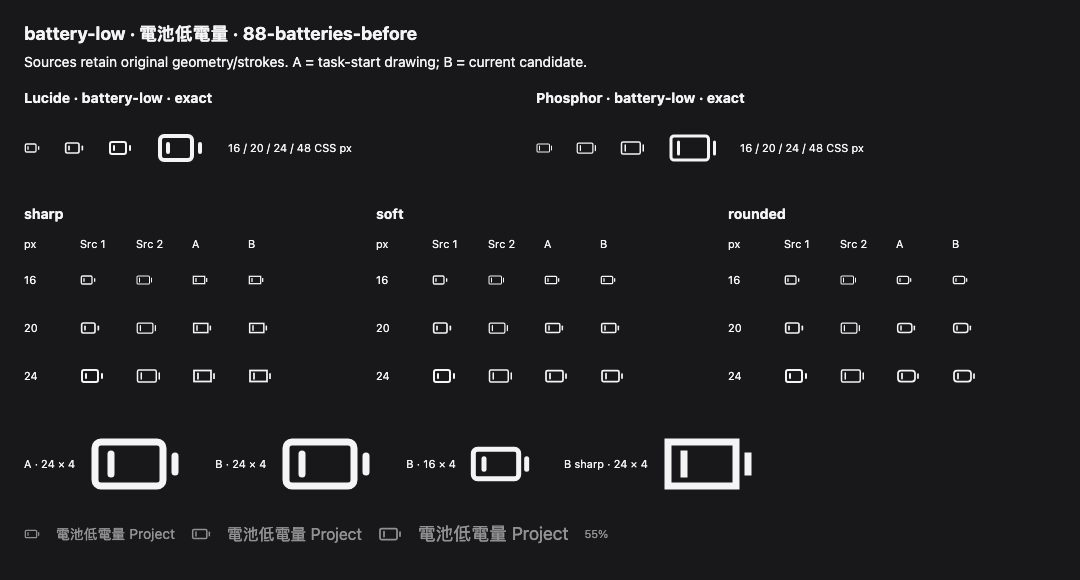 battery-low · 電池低電量 · 88-batteries-before
Sources retain original geometry/strokes. A = task-start drawing; B = current candidate.
Lucide · battery-low · exact
Phosphor · battery-low · exact
16 / 20 / 24 / 48 CSS px
16 / 20 / 24 / 48 CSS px
sharp
soft
rounded
px Src 1 Src 2 A B
px Src 1 Src 2 A B
px Src 1 Src 2 A B
16
16
16
20
20
20
24
24
24
A · 24 × 4
B · 24 × 4
B · 16 × 4
B sharp · 24 × 4
電池低電量 Project
電池低電量 Project
電池低電量 Project
55%